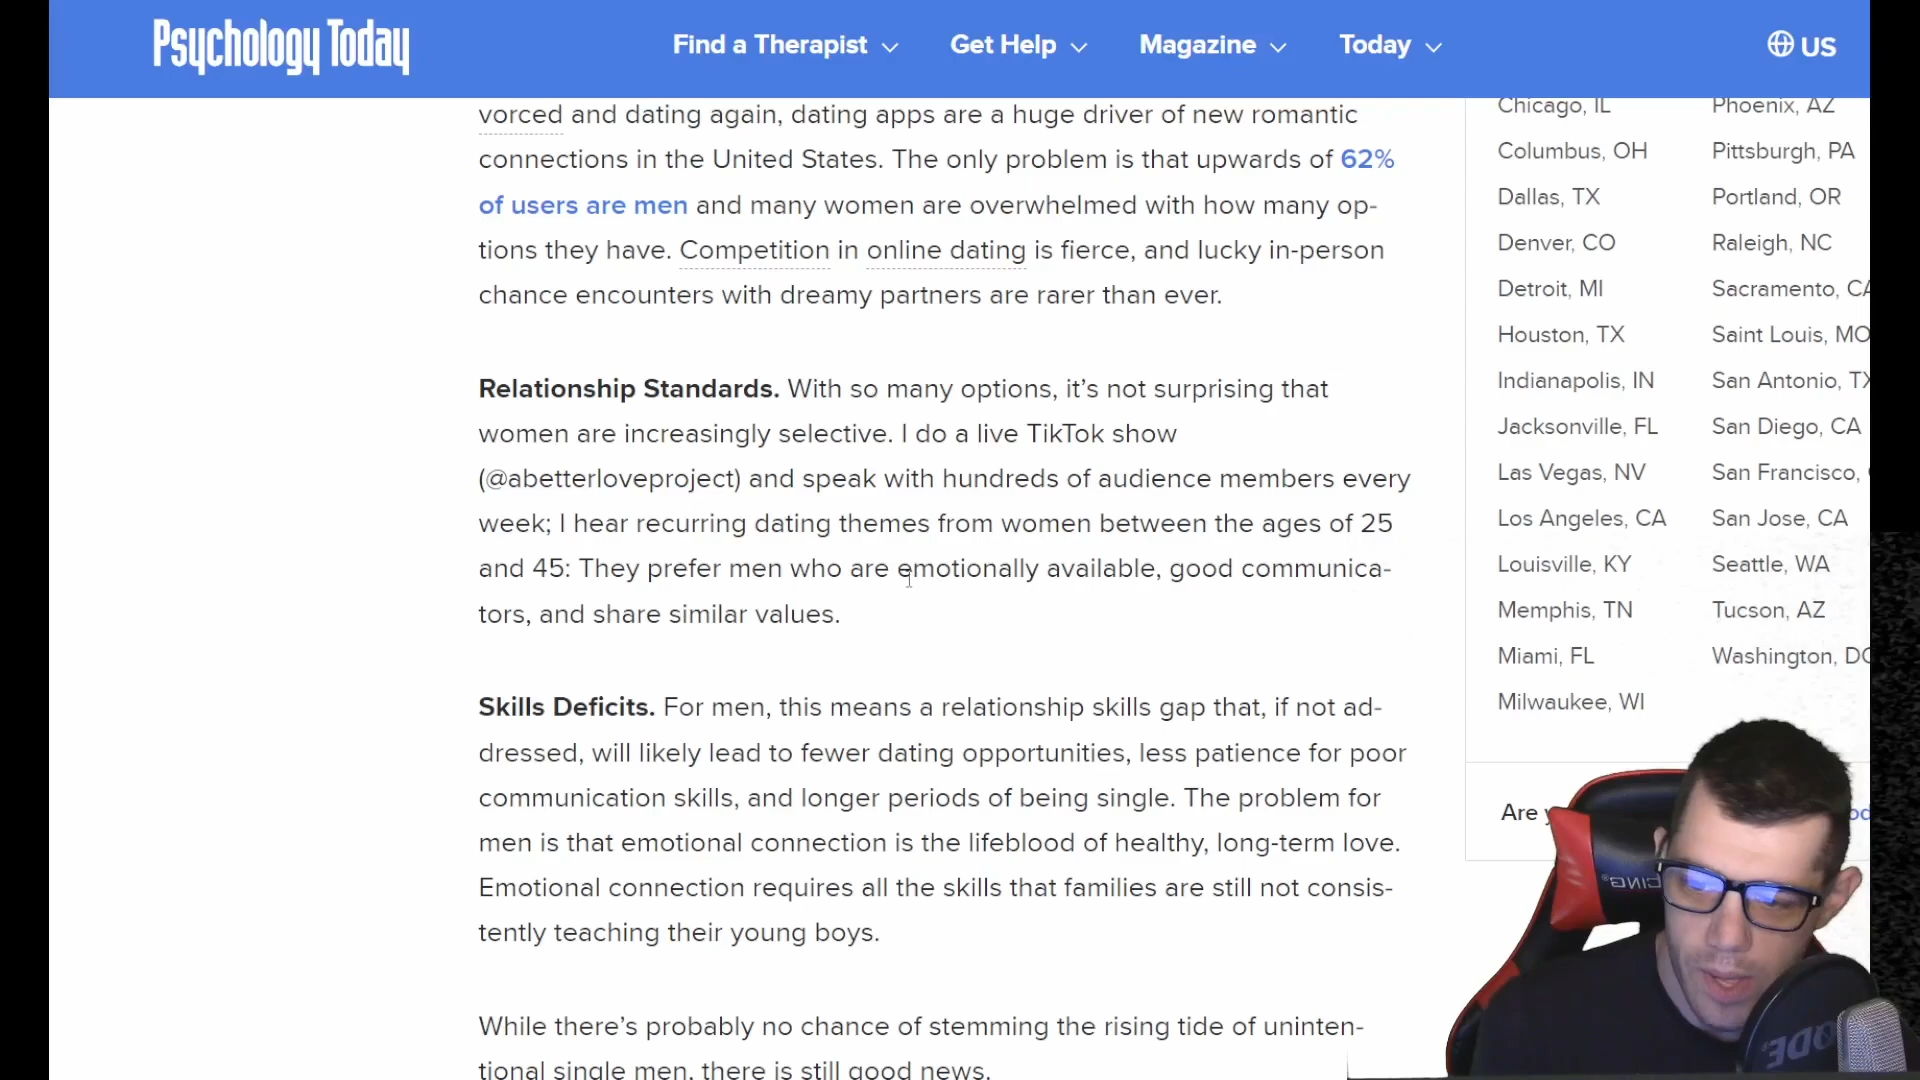 Psychology Today
Find a Therapist
Get Help
Magazine
Today
US
vorced and dating again, dating apps are a huge driver of new romantic
connections in the United States. The only problem is that upwards of 62%
of users are men and many women are overwhelmed with how many op-
tions they have. Competition in online dating is fierce, and lucky in-person
chance encounters with dreamy partners are rarer than ever.
Relationship Standards. With so many options, it’s not surprising that
women are increasingly selective. I do a live TikTok show
(@abetterloveproject) and speak with hundreds of audience members every
week; I hear recurring dating themes from women between the ages of 25
and 45: They prefer men who are emotionally available, good communica-
tors, and share similar values.
Skills Deficits. For men, this means a relationship skills gap that, if not ad-
dressed, will likely lead to fewer dating opportunities, less patience for poor
communication skills, and longer periods of being single. The problem for
men is that emotional connection is the lifeblood of healthy, long-term love.
Emotional connection requires all the skills that families are still not consis-
tently teaching their young boys.
While there’s probably no chance of stemming the rising tide of uninten-
tional single men, there is still good news.
Chicago, IL
Columbus, OH
Dallas, TX
Denver, CO
Detroit, MI
Houston, TX
Indianapolis, IN
Jacksonville, FL
Las Vegas, NV
Los Angeles, CA
Louisville, KY
Memphis, TN
Miami, FL
Milwaukee, WI
Phoenix, AZ
Pittsburgh, PA
Portland, OR
Raleigh, NC
Sacramento, CA
Saint Louis, MO
San Antonio, TX
San Diego, CA
San Francisco,
San Jose, CA
Seattle, WA
Tucson, AZ
Washington, DC
Are